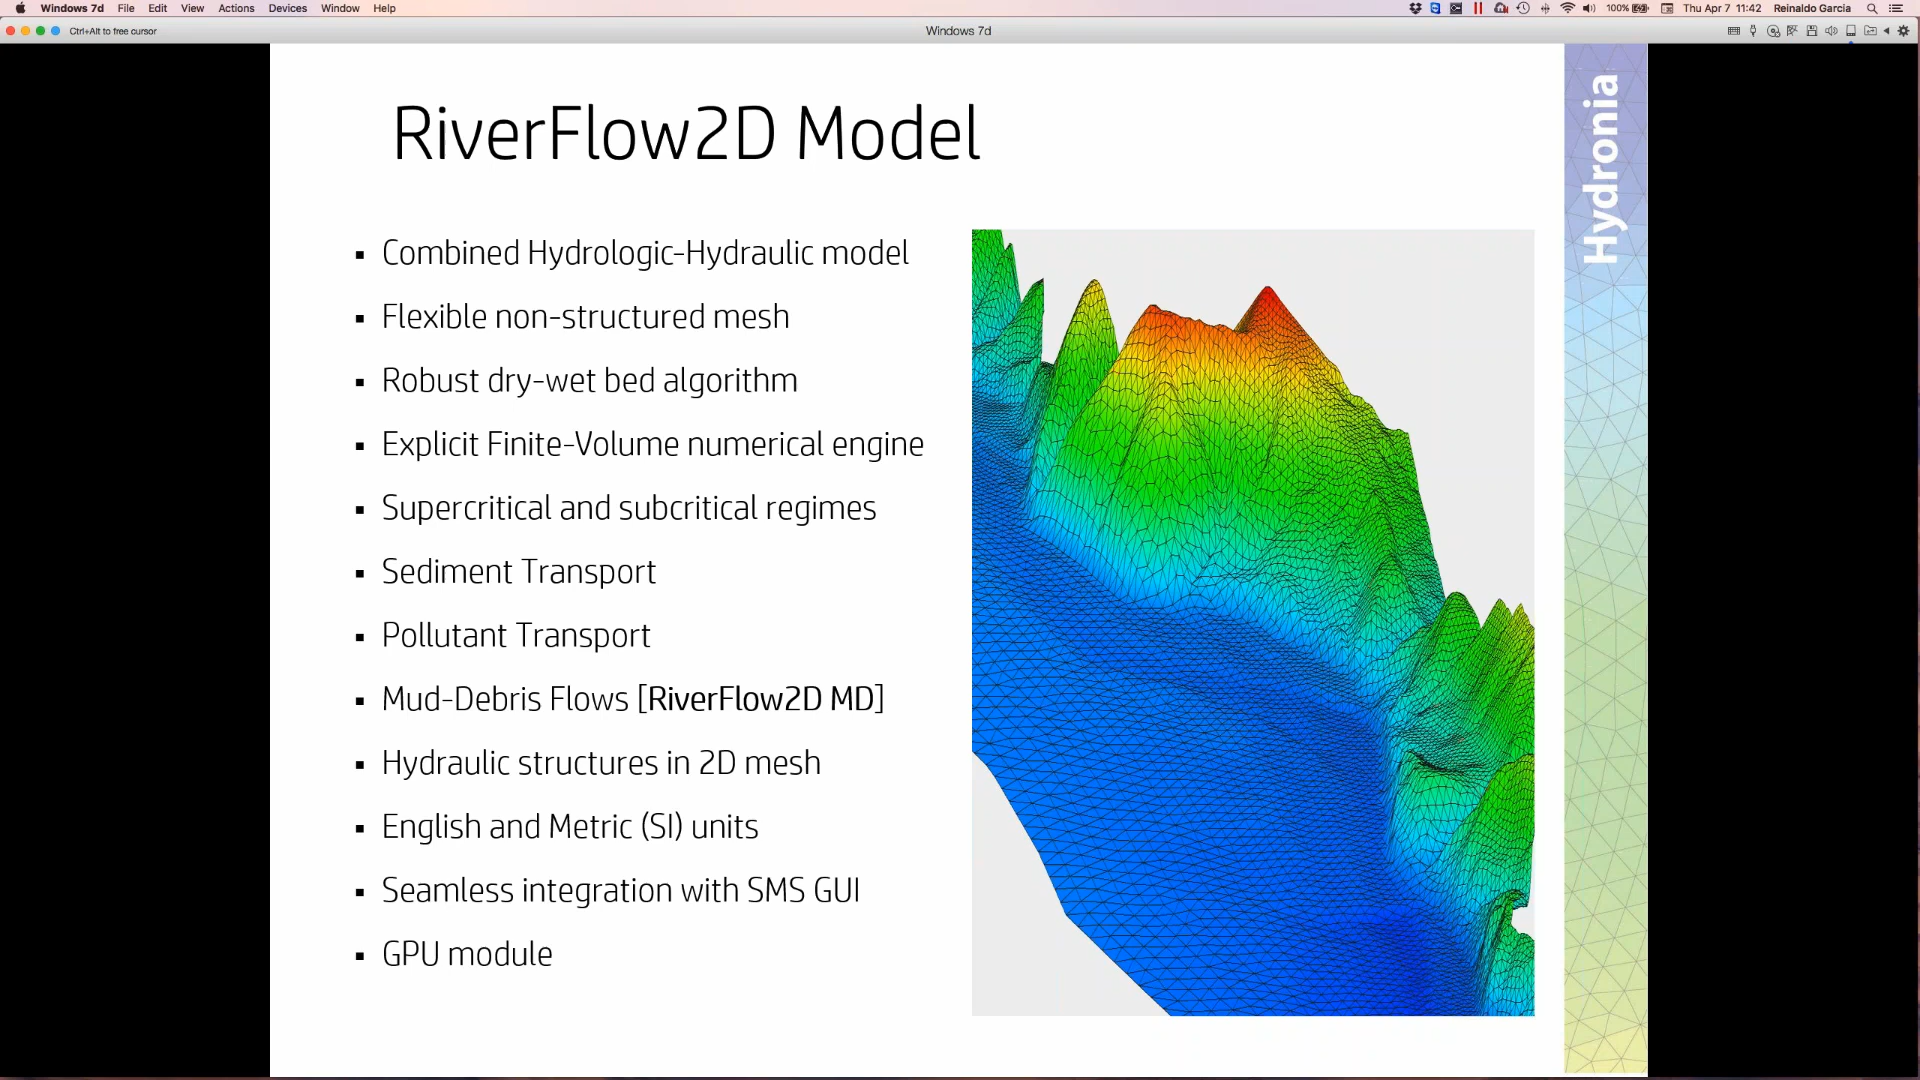 Windows 7d File Edit View Actions Devices Window Help
100% Thu Apr 7 11:42 Reinaldo Garcia
Ctrl+Alt to free cursor
Windows 7d
RiverFlow2D Model
Hydronia
▪ Combined Hydrologic-Hydraulic model
▪ Flexible non-structured mesh
▪ Robust dry-wet bed algorithm
▪ Explicit Finite-Volume numerical engine
▪ Supercritical and subcritical regimes
▪ Sediment Transport
▪ Pollutant Transport
▪ Mud-Debris Flows [RiverFlow2D MD]
▪ Hydraulic structures in 2D mesh
▪ English and Metric (SI) units
▪ Seamless integration with SMS GUI
▪ GPU module